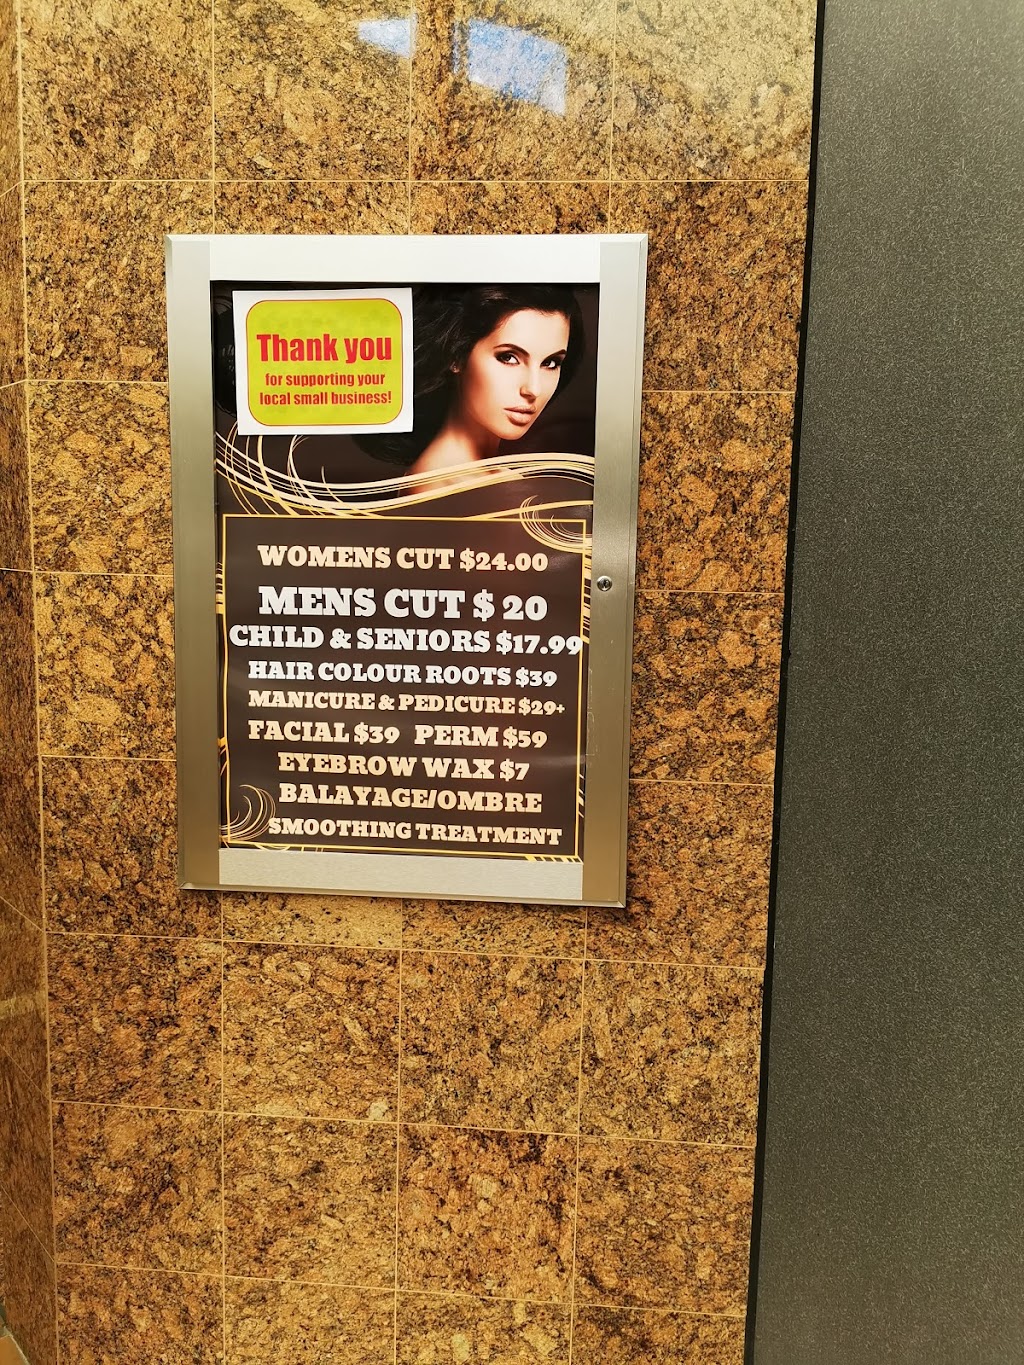 Thank you
for supporting your
local small business!
WOMENS CUT $24.00
MENS CUT $ 20
CHILD & SENIORS $17.99
HAIR COLOUR ROOTS $39
MANICURE & PEDICURE $29+
FACIAL $39 PERM $59
EYEBROW WAX $7
BALAYAGE/OMBRE
SMOOTHING TREATMENT